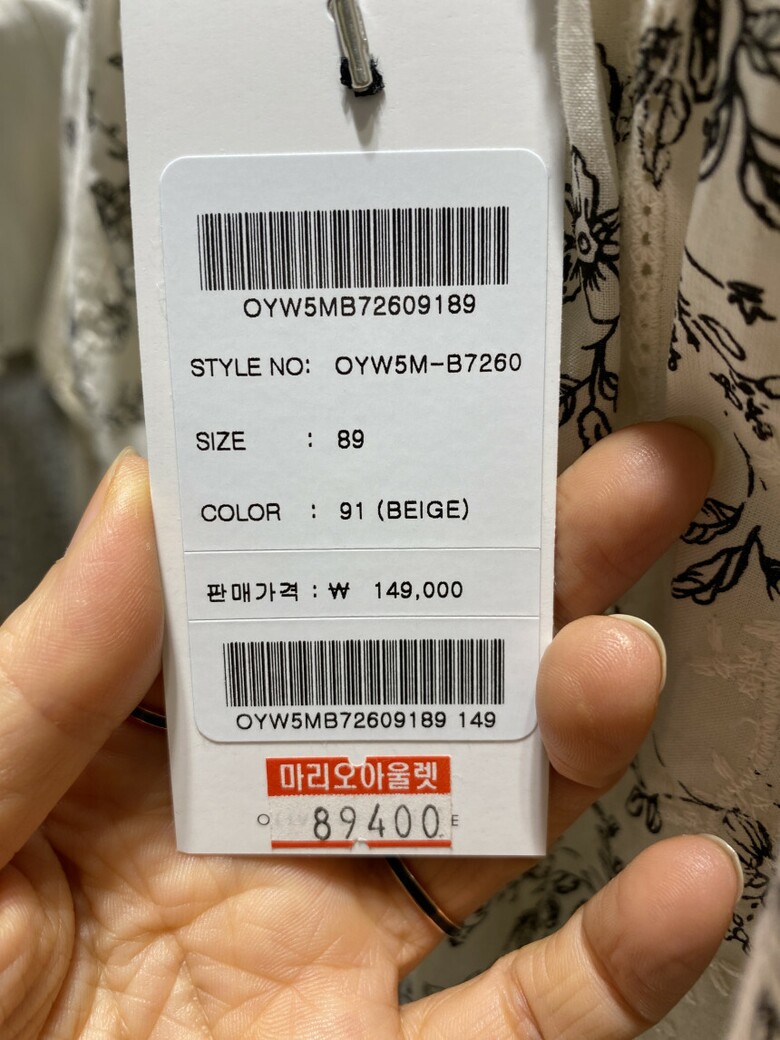 OYW5MB72609189
STYLE NO: OYW5M-B7260
SIZE : 89
COLOR : 91 (BEIGE)
판매가격 : ₩ 149,000
OYW5MB72609189 149
마리오아울렛
89400